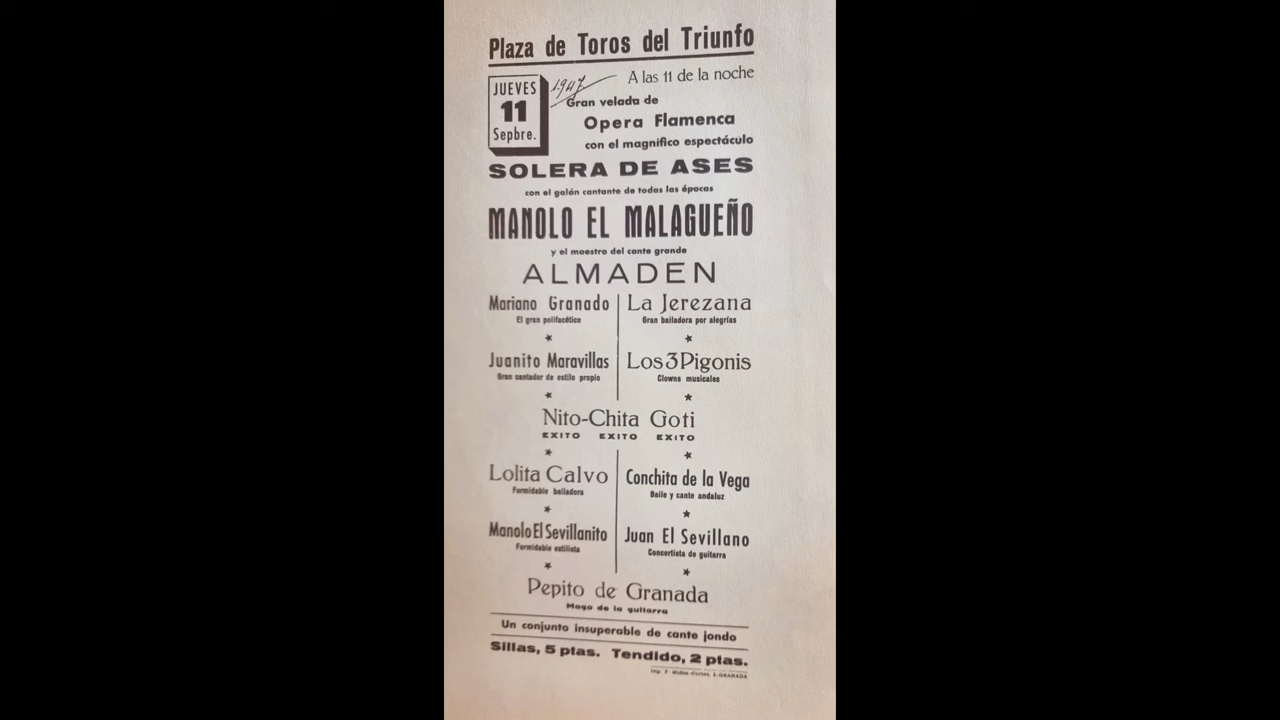 Plaza de Toros del Triunfo
JUEVES
11
Sepbre.
1947
A las 11 de la noche
Gran velada de
Opera Flamenca
con el magnífico espectáculo
SOLERA DE ASES
con el galán cantante de todas las épocas
MANOLO EL MALAGUEÑO
y el maestro del cante grande
ALMADEN
Mariano Granado
El gran polifacético
La Jerezana
Gran bailadora por alegrías
Juanito Maravillas
Gran cantador de estilo propio
Los 3 Pigonis
Clowns musicales
Nito-Chita Goti
EXITO EXITO EXITO
Lolita Calvo
Formidable bailadora
Conchita de la Vega
Baile y cante andaluz
Manolo El Sevillanito
Formidable estilista
Juan El Sevillano
Concertista de guitarra
Pepito de Granada
Mago de la guitarra
Un conjunto insuperable de cante jondo
Sillas, 5 ptas. Tendido, 2 ptas.
Imp. GRANADA